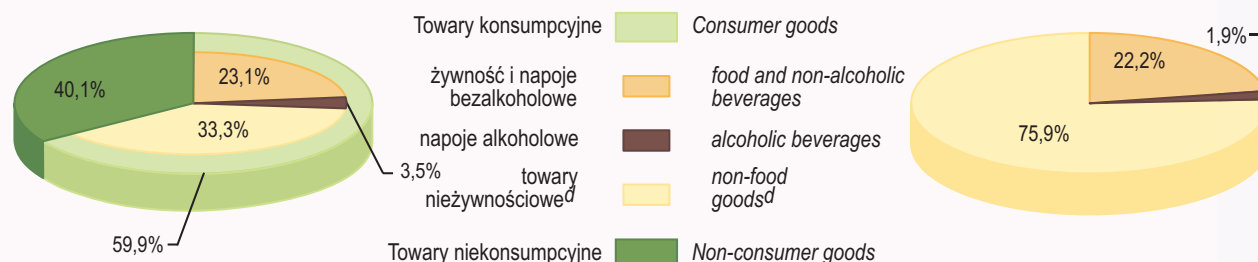 Towary konsumpcyjne Consumer goods
1,9%
23,1%
22,2%
40,1%
żywność i napoje food and non-alcoholic
bezalkoholowe beverages
33,3%
75,9%
napoje alkoholowe alcoholic beverages
3,5%
towary non-food
nieżywnościoweᵈ goodsᵈ
59,9%
Towary niekonsumpcyjne Non-consumer goods